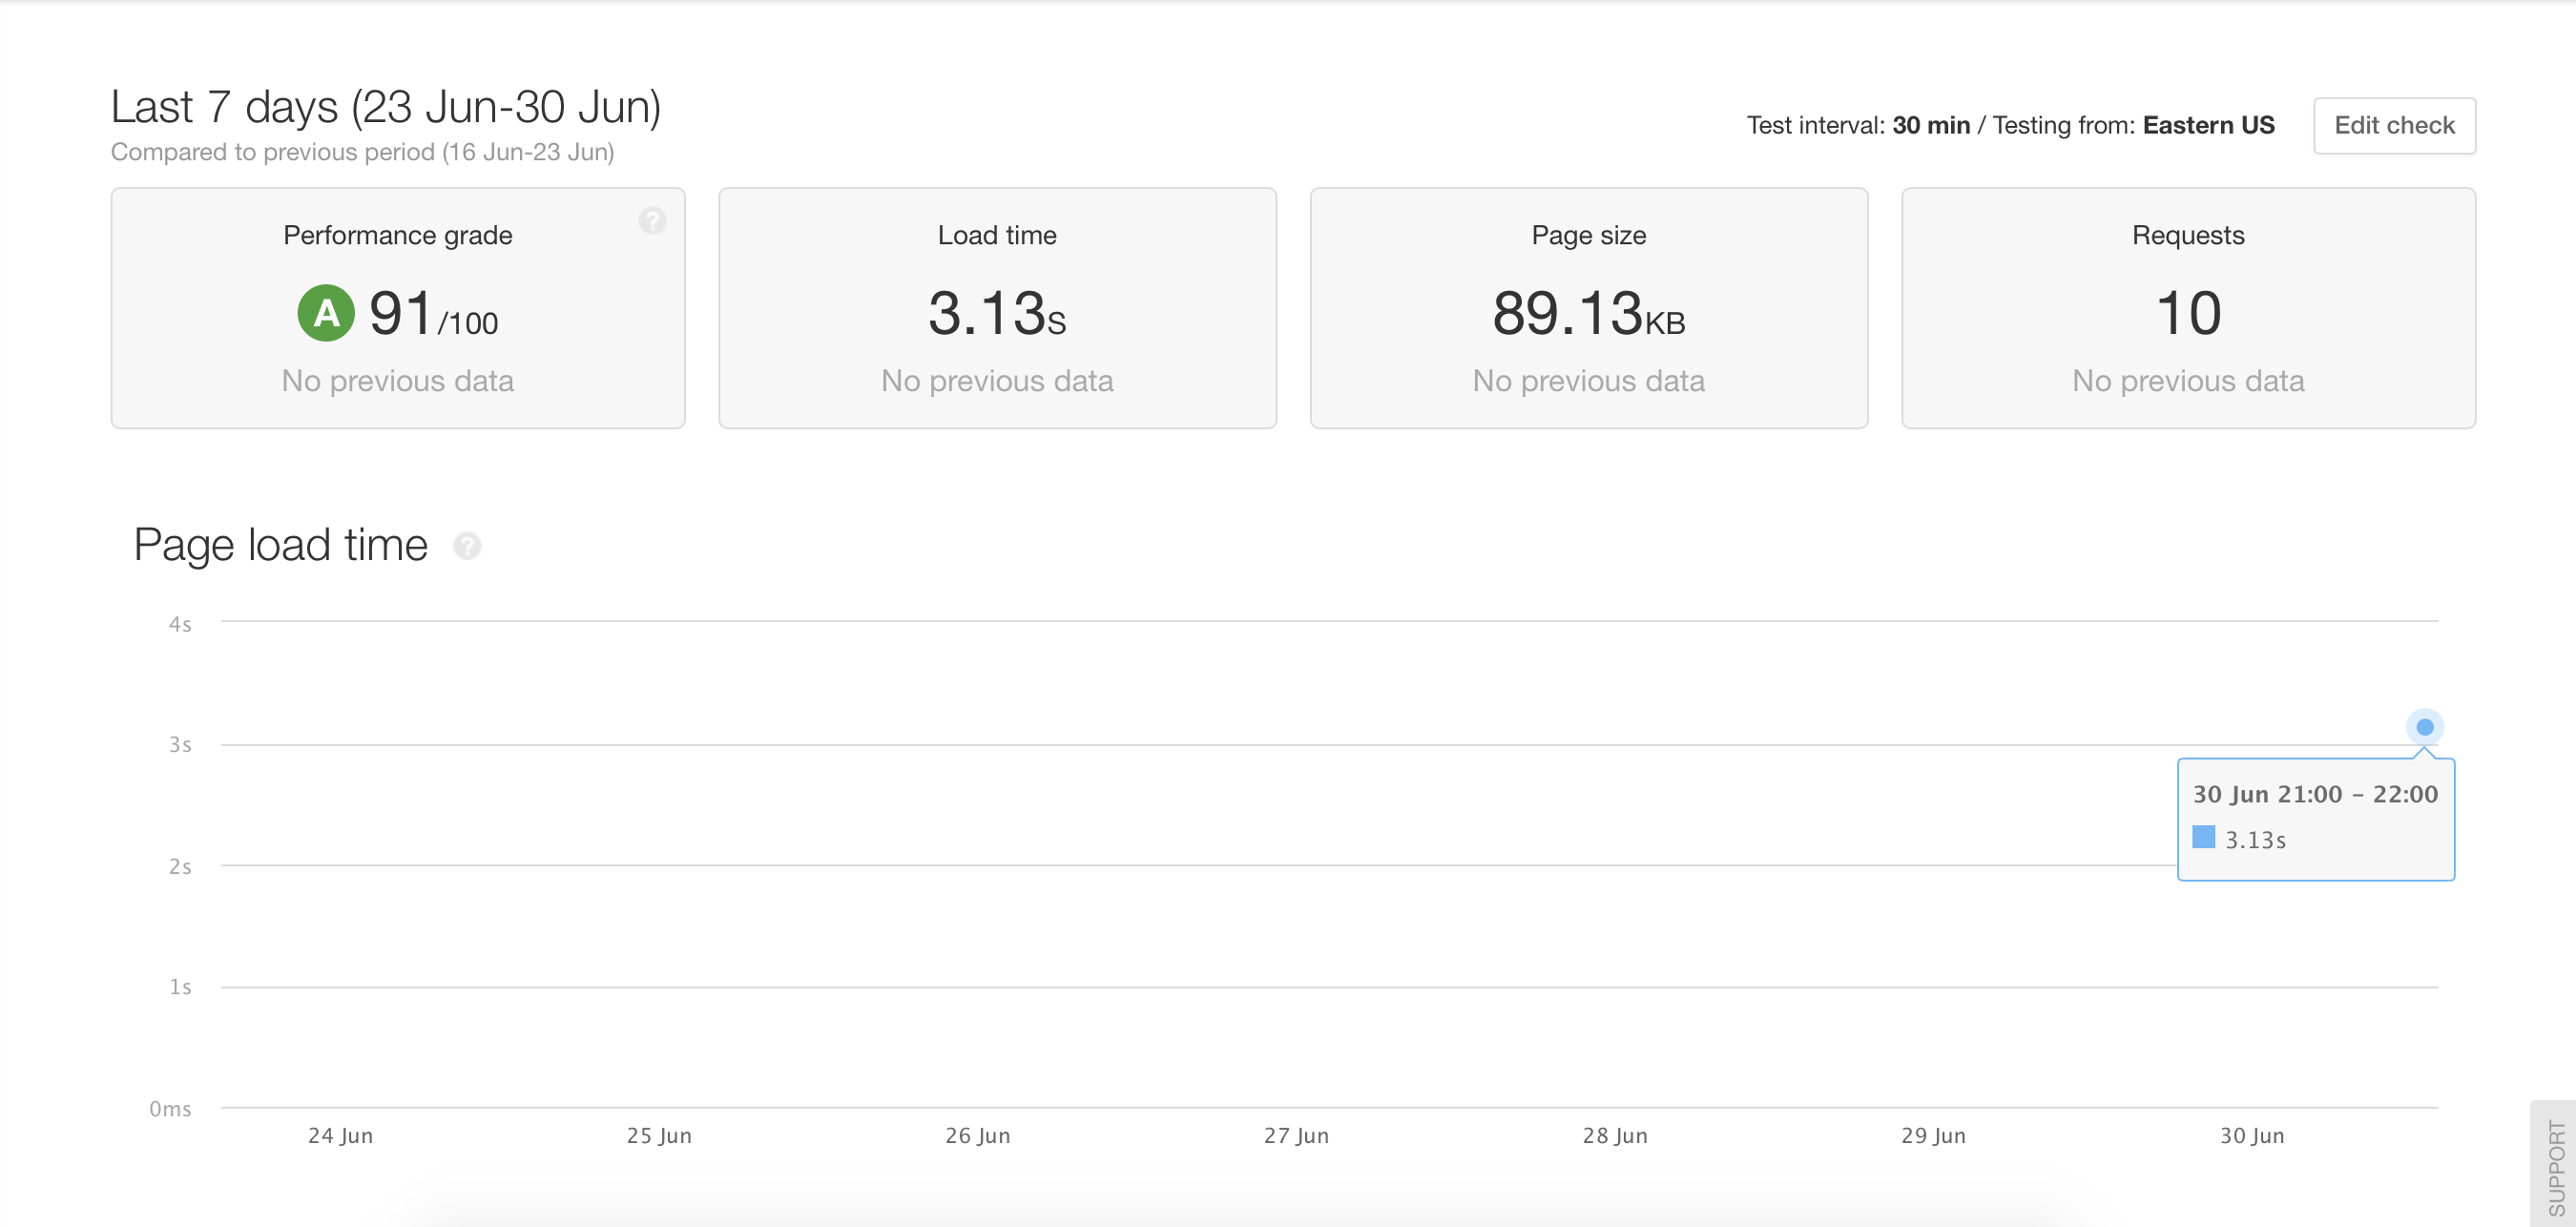 Last 7 days (23 Jun-30 Jun)
Compared to previous period (16 Jun-23 Jun)
Test interval: 30 min / Testing from: Eastern US
Edit check
Performance grade
?
A 91/100
No previous data
Load time
3.13s
No previous data
Page size
89.13KB
No previous data
Requests
10
No previous data
Page load time ?
4s
3s
2s
1s
0ms
30 Jun 21:00 – 22:00
3.13s
24 Jun
25 Jun
26 Jun
27 Jun
28 Jun
29 Jun
30 Jun
SUPPORT